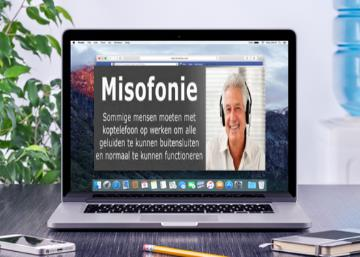 Misofonie
Sommige mensen moeten met
koptelefoon op werken om alle
geluiden te kunnen buitensluiten
en normaal te kunnen functioneren